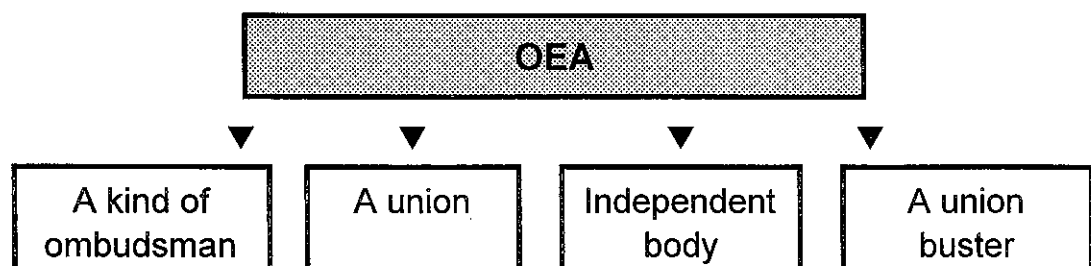 OEA
A kind of
ombudsman
A union
Independent
body
A union
buster